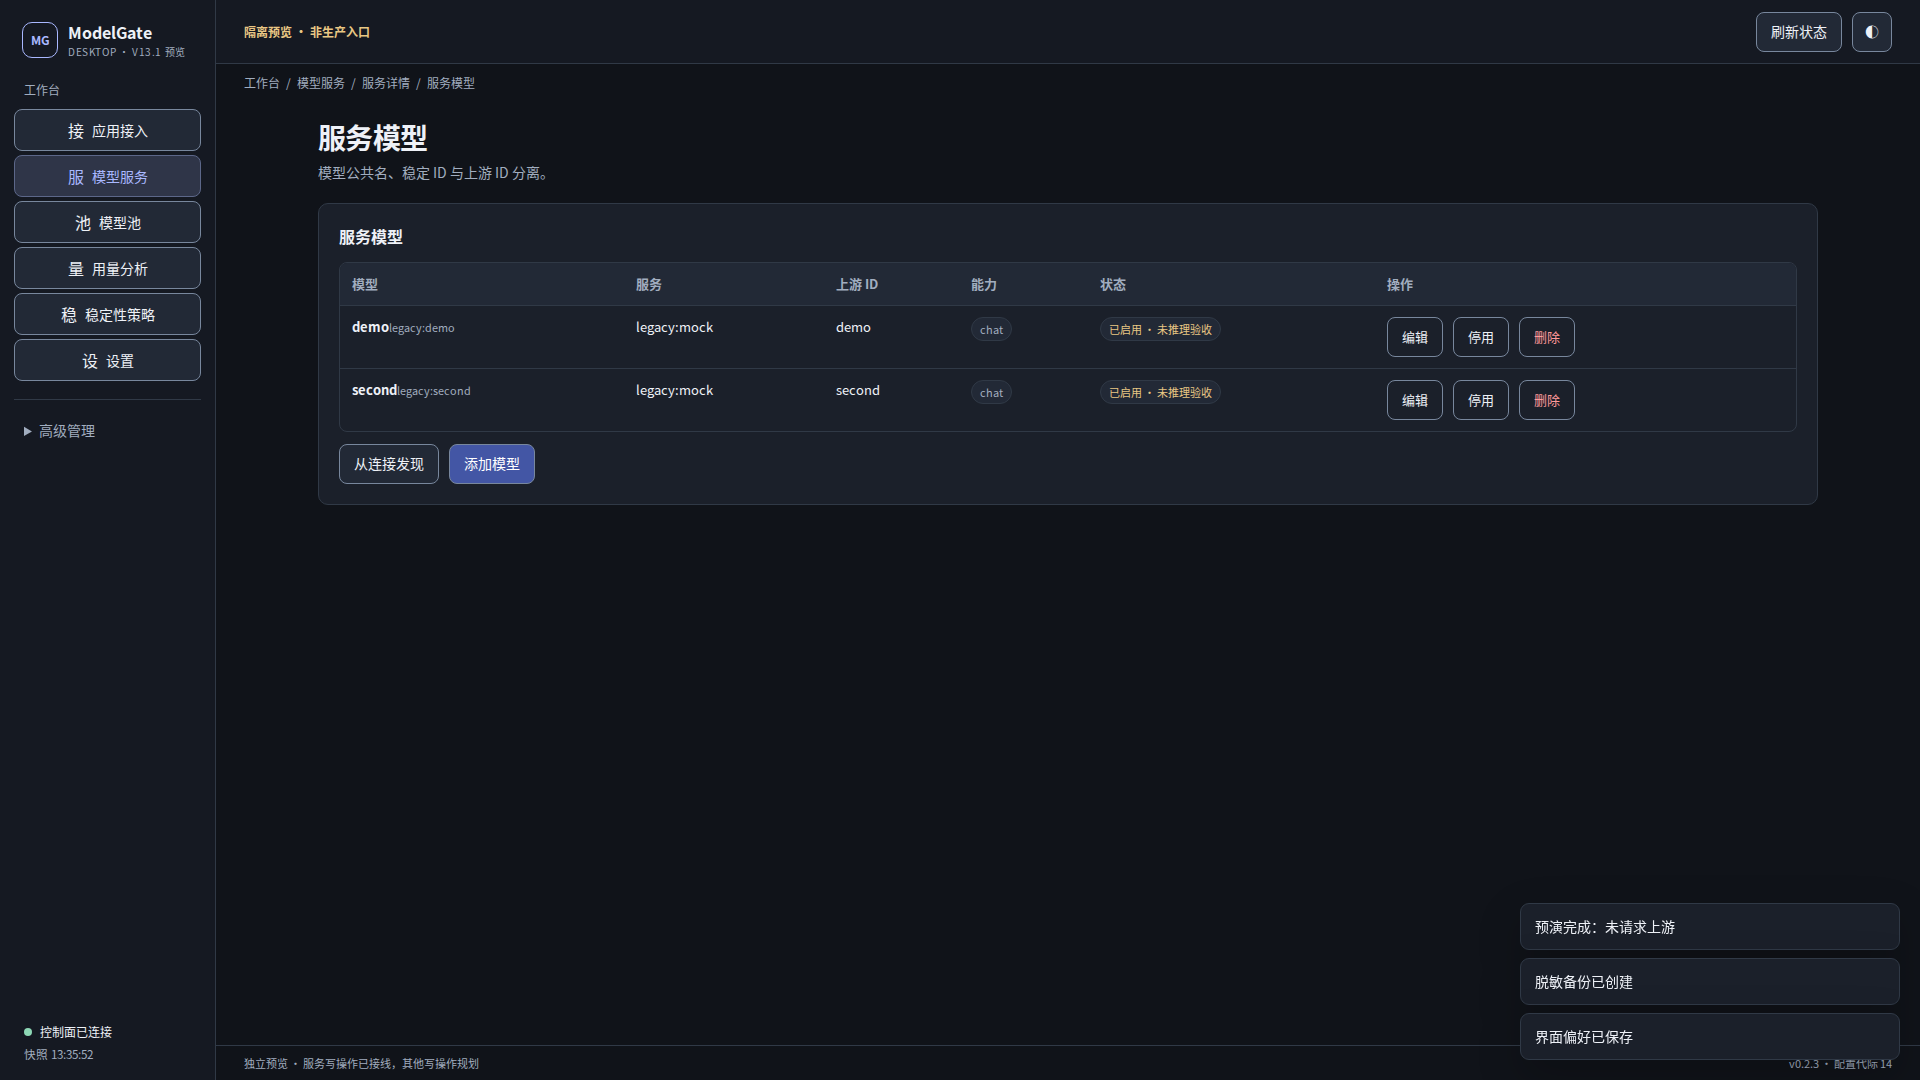 MG
ModelGate
DESKTOP · V13.1 预览
工作台
接 应用接入
服 模型服务
池 模型池
量 用量分析
稳 稳定性策略
设 设置
▶ 高级管理
控制面已连接
快照 13:35:52
隔离预览 · 非生产入口
刷新状态
工作台 / 模型服务 / 服务详情 / 服务模型
服务模型
模型公共名、稳定 ID 与上游 ID 分离。
服务模型
模型 服务 上游 ID 能力 状态 操作
demolegacy:demo legacy:mock demo chat 已启用 · 未推理验收 编辑 停用 删除
secondlegacy:second legacy:mock second chat 已启用 · 未推理验收 编辑 停用 删除
从连接发现 添加模型
预演完成：未请求上游
脱敏备份已创建
界面偏好已保存
独立预览 · 服务写操作已接线，其他写操作规划
v0.2.3 · 配置代际 14